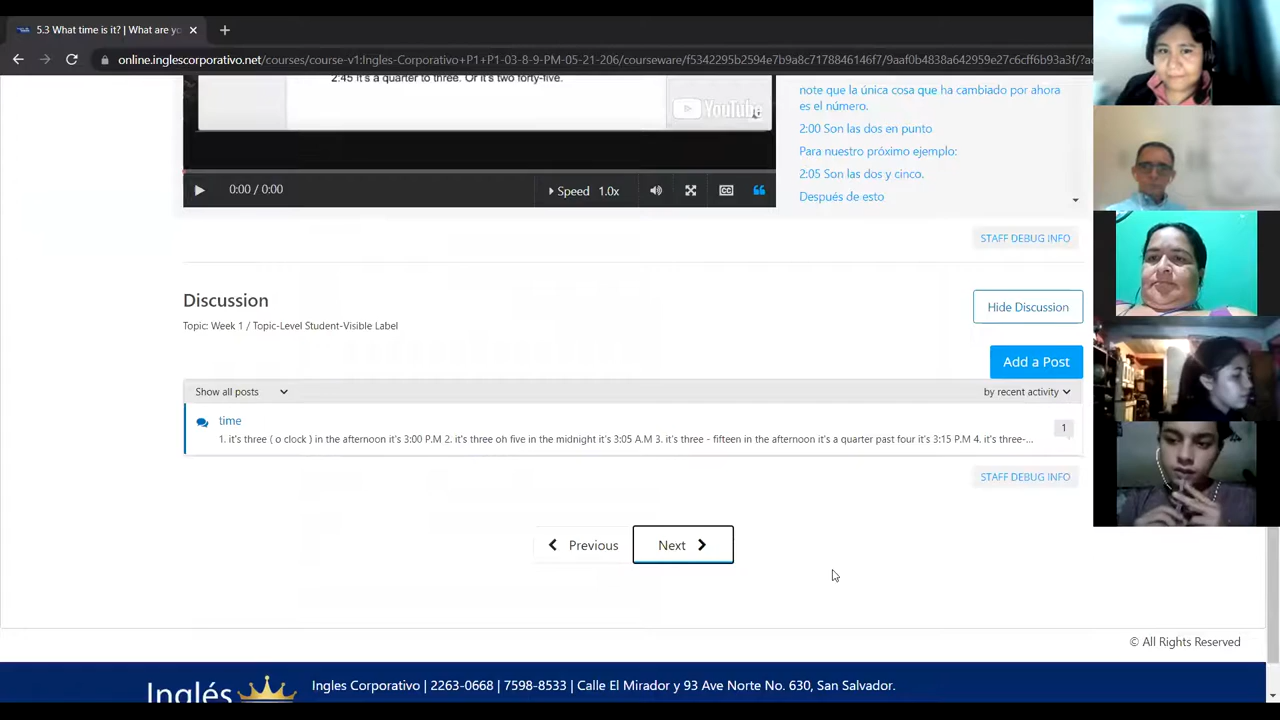 5.3 What time is it? | What are yo
online.inglescorporativo.net/courses/course-v1:Ingles-Corporativo+P1+P1-03-8-9-PM-05-21-206/courseware/f5342295b2594e7b9a8c7178846146f7/9aaf0b4838a642959e27c6cff6b93a3f/?ac
2:45 It's a quarter to three. Or it's two forty-five.
YouTube
note que la única cosa que ha cambiado por ahora
es el número.
2:00 Son las dos en punto
Para nuestro próximo ejemplo:
2:05 Son las dos y cinco.
Después de esto
0:00 / 0:00
Speed 1.0x
STAFF DEBUG INFO
Discussion
Hide Discussion
Topic: Week 1 / Topic-Level Student-Visible Label
Add a Post
Show all posts
by recent activity
time
1. it's three ( o clock ) in the afternoon it's 3:00 P.M 2. it's three oh five in the midnight it's 3:05 A.M 3. it's three - fifteen in the afternoon it's a quarter past four it's 3:15 P.M 4. it's three-...
1
STAFF DEBUG INFO
Previous
Next
© All Rights Reserved
Inglés
Ingles Corporativo | 2263-0668 | 7598-8533 | Calle El Mirador y 93 Ave Norte No. 630, San Salvador.